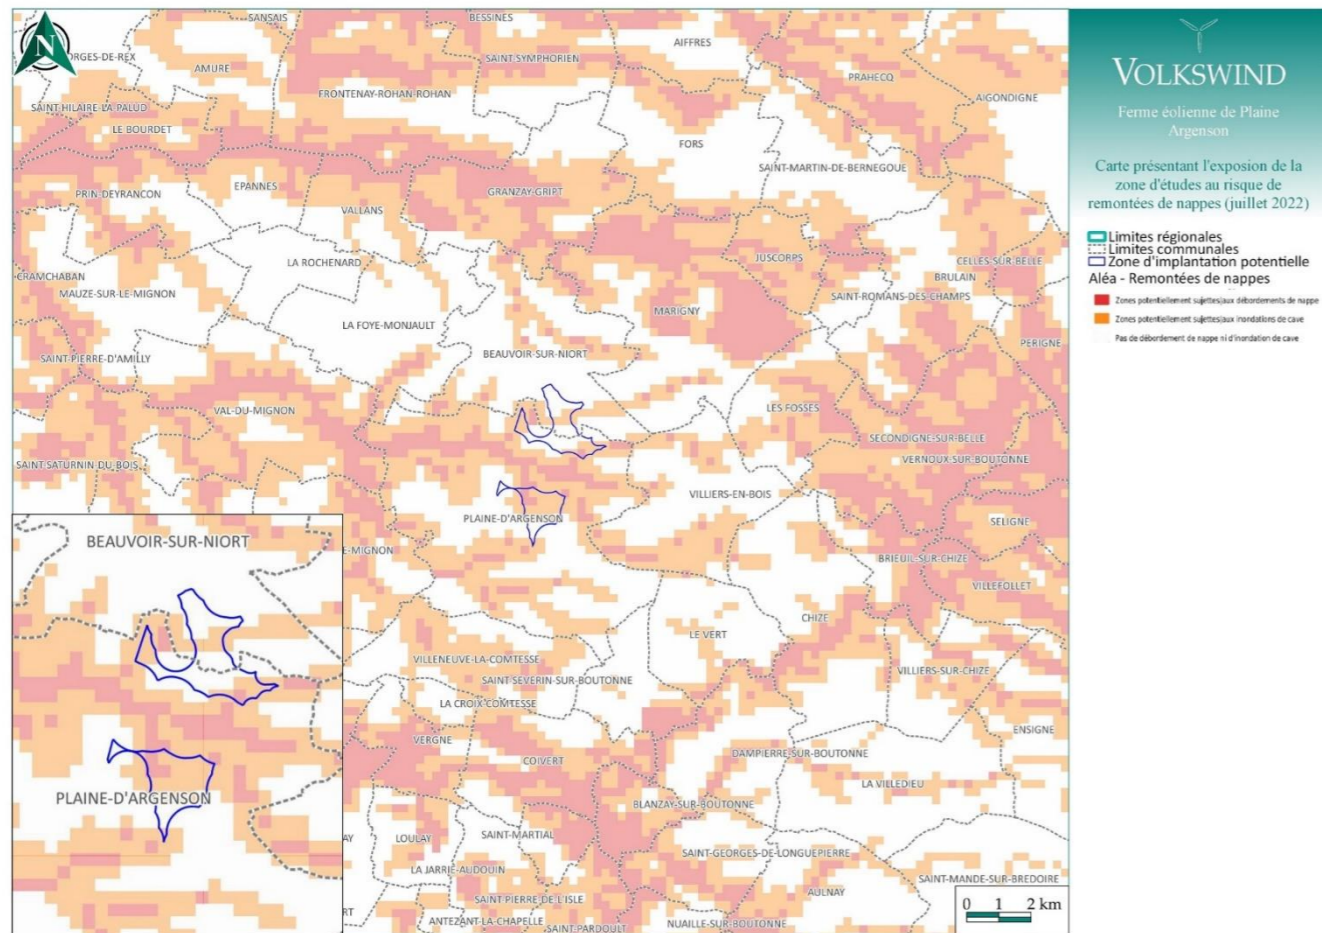 N
SANSAIS
BESSINES
AIFFRES
ORGES-DE-REX
AMURE
SAINT-SYMPHORIEN
PRAHECQ
FRONTENAY-ROHAN-ROHAN
AIGONDIGNE
SAINT-HILAIRE-LA-PALUD
LE BOURDET
FORS
SAINT-MARTIN-DE-BERNEGOUE
PRIN-DEYRANCON
EPANNES
GRANZAY-GRIPT
VALLANS
LA ROCHENARD
JUSCORPS
CELLES-SUR-BELLE
CRAMCHABAN
BRULAIN
MAUZE-SUR-LE-MIGNON
SAINT-ROMANS-DES-CHAMPS
MARIGNY
LA FOYE-MONJAULT
PERIGNE
BEAUVOIR-SUR-NIORT
SAINT-PIERRE-D'AMILLY
VAL-DU-MIGNON
LES FOSSES
SECONDIGNE-SUR-BELLE
VERNOUX-SUR-BOUTONNE
SAINT-SATURNIN-DU-BOIS
VILLIERS-EN-BOIS
PLAINE-D'ARGENSON
SELIGNE
E-MIGNON
BRIEUIL-SUR-CHIZE
VILLEFOLLET
CHIZE
LE VERT
VILLENEUVE-LA-COMTESSE
VILLIERS-SUR-CHIZE
SAINT-SEVERIN-SUR-BOUTONNE
LA CROIX-COMTESSE
ENSIGNE
VERGNE
DAMPIERRE-SUR-BOUTONNE
COIVERT
LA VILLEDIEU
BLANZAY-SUR-BOUTONNE
AY
LOULAY
SAINT-MARTIAL
SAINT-GEORGES-DE-LONGUEPIERRE
LA JARRIE-AUDOUIN
SAINT-MANDE-SUR-BREDOIRE
AULNAY
SAINT-PIERRE-DE-L'ISLE
RT
ANTEZANT-LA-CHAPELLE
SAINT-PARDOULT
NUAILLE-SUR-BOUTONNE
BEAUVOIR-SUR-NIORT
PLAINE-D'ARGENSON
0 1 2 km
VOLKSWIND
Ferme éolienne de Plaine
Argenson
Carte présentant l'exposition de la
zone d'études au risque de
remontées de nappes (juillet 2022)
Limites régionales
Limites communales
Zone d'implantation potentielle
Aléa - Remontées de nappes
Zones potentiellement sujettes aux débordements de nappe
Zones potentiellement sujettes aux inondations de cave
Pas de débordement de nappe ni d'inondation de cave